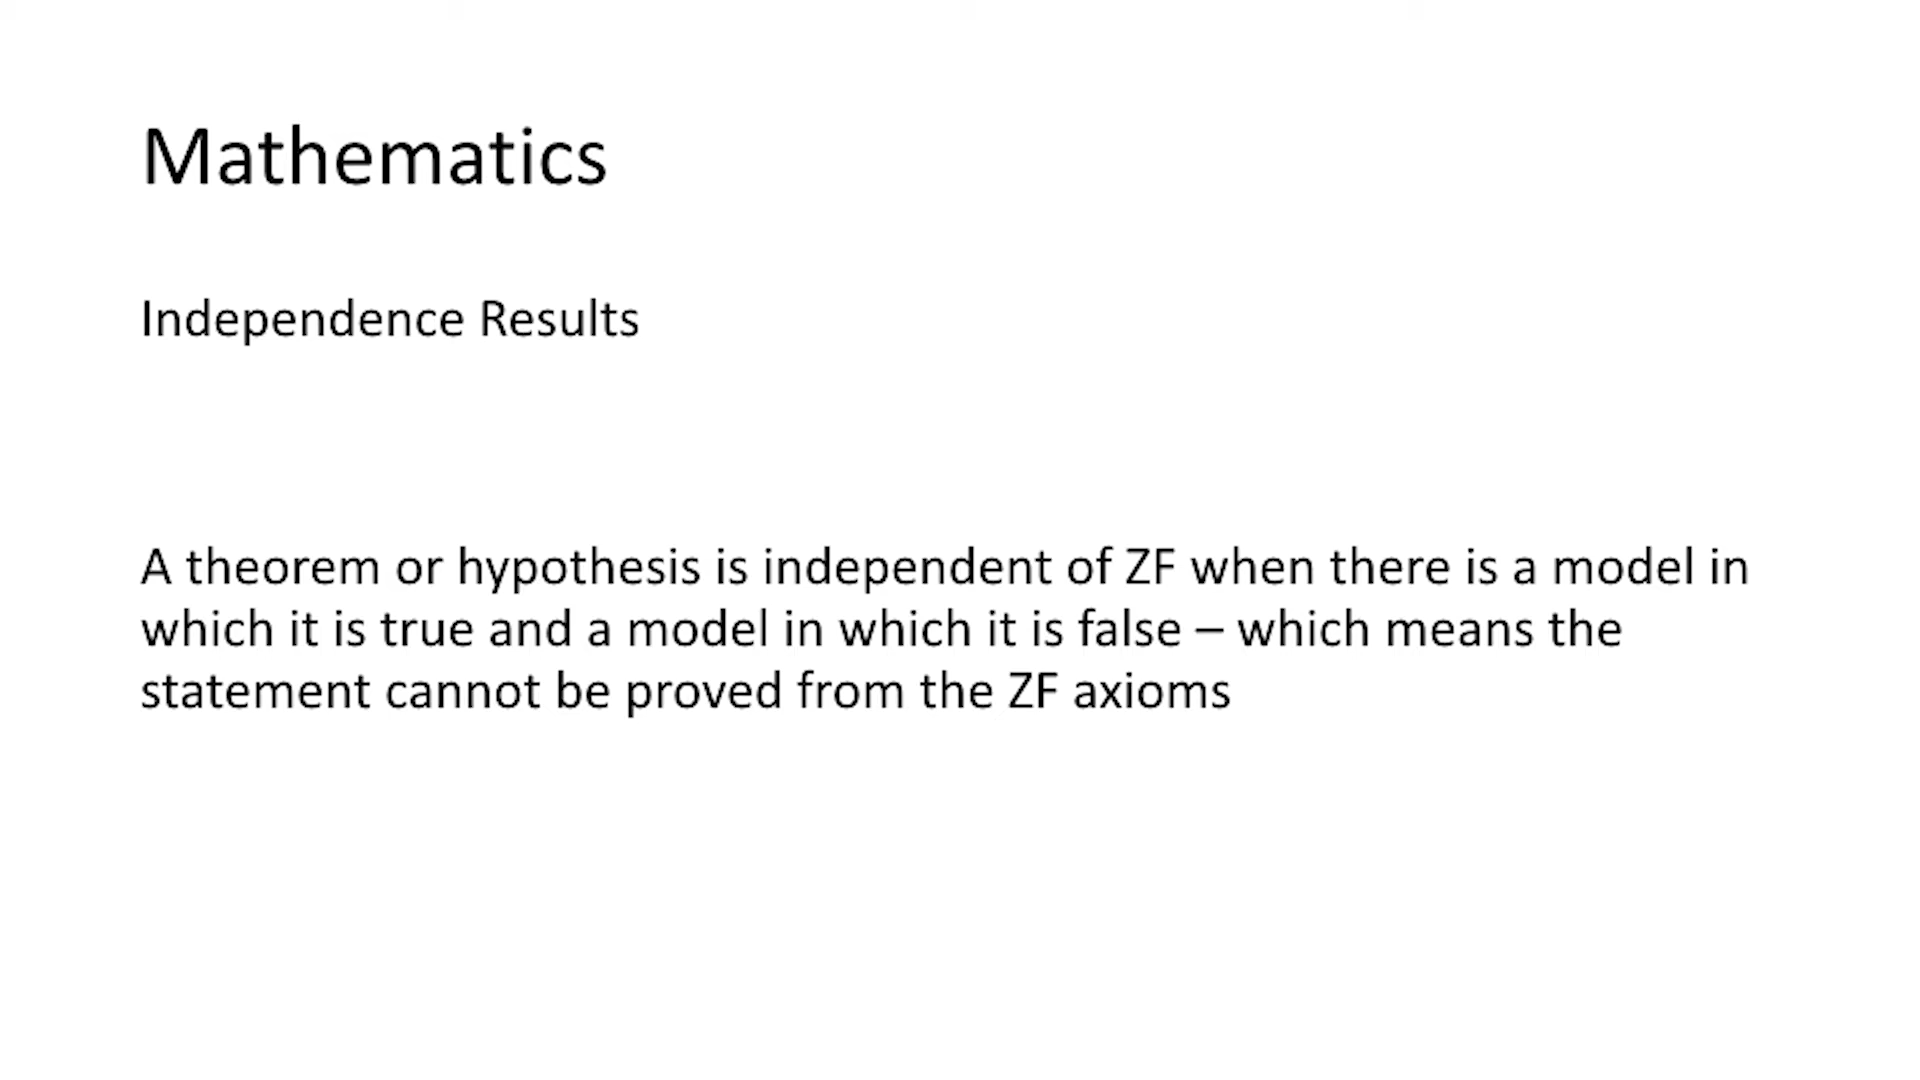 Mathematics
Independence Results
A theorem or hypothesis is independent of ZF when there is a model in
which it is true and a model in which it is false – which means the
statement cannot be proved from the ZF axioms